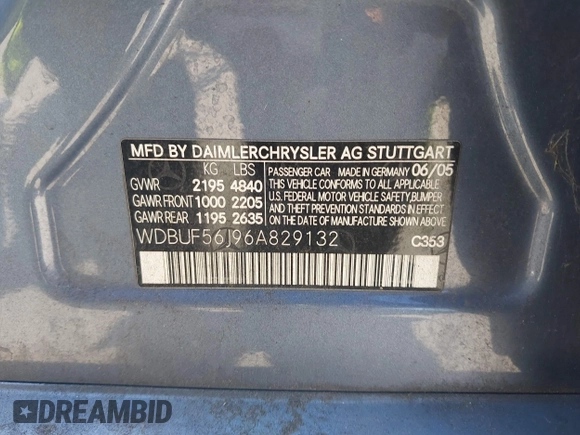 MFD BY DAIMLERCHRYSLER AG STUTTGART
KG LBS
GVWR 2195 4840
GAWR FRONT 1000 2205
GAWR REAR 1195 2635
PASSENGER CAR MADE IN GERMANY 06/05
THIS VEHICLE CONFORMS TO ALL APPLICABLE
U.S. FEDERAL MOTOR VEHICLE SAFETY,BUMPER,
AND THEFT PREVENTION STANDARDS IN EFFECT
ON THE DATE OF MANUFACTURE SHOWN ABOVE.
WDBUF56J96A829132
C353
DREAMBID